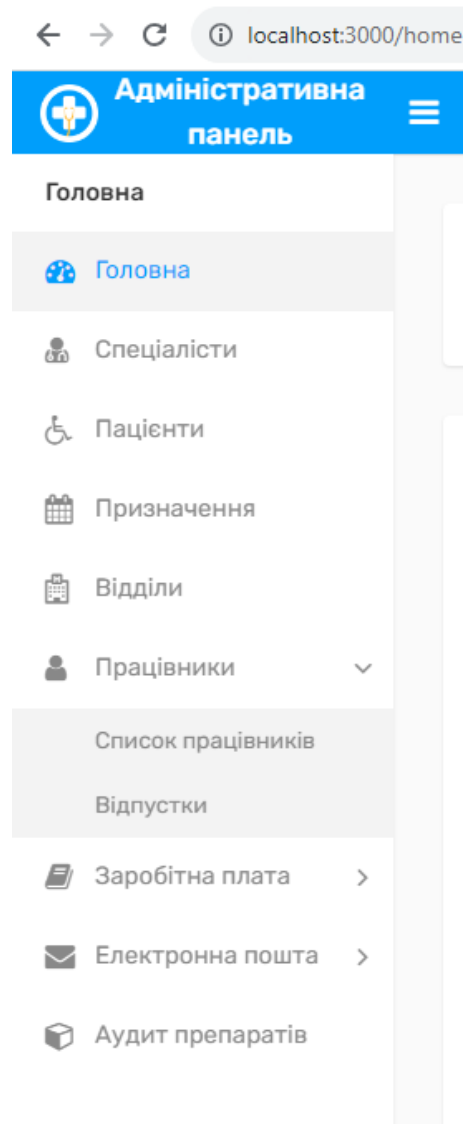 localhost:3000/home
Адміністративна
панель
Головна
Головна
Спеціалісти
Пацієнти
Призначення
Відділи
Працівники
Список працівників
Відпустки
Заробітна плата
Електронна пошта
Аудит препаратів